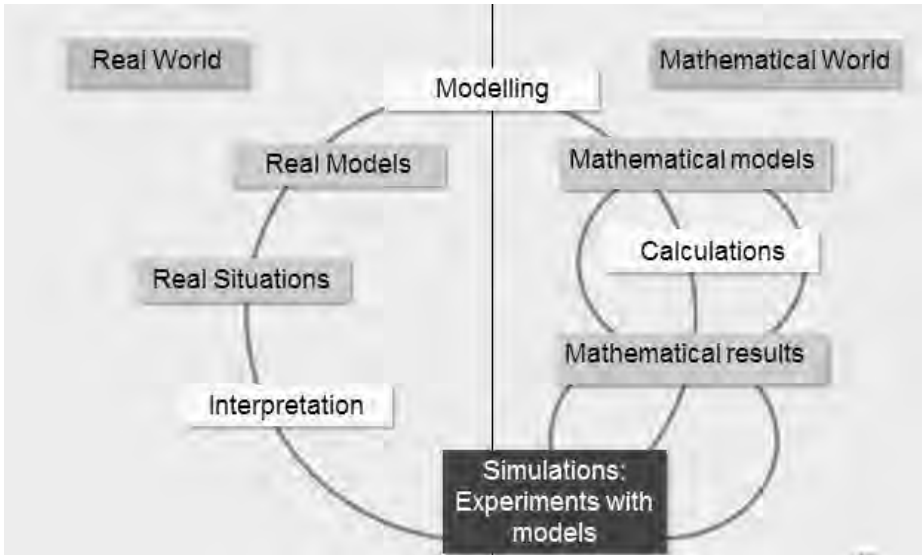 Real World
Mathematical World
Modelling
Real Models
Mathematical models
Calculations
Real Situations
Mathematical results
Interpretation
Simulations:
Experiments with
models